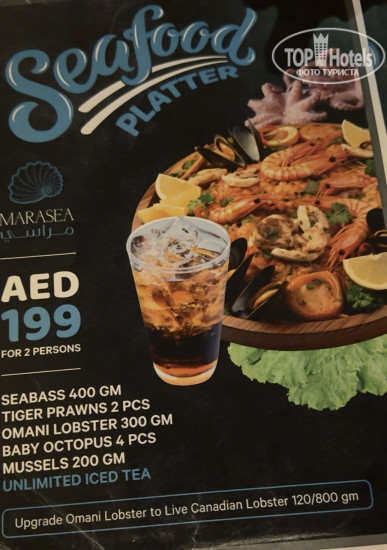 Seafood
PLATTER
TOP Hotels
ФОТО ТУРИСТА
MARASEA
مراسي
AED
199
FOR 2 PERSONS
SEABASS 400 GM
TIGER PRAWNS 2 PCS
OMANI LOBSTER 300 GM
BABY OCTOPUS 4 PCS
MUSSELS 200 GM
UNLIMITED ICED TEA
Upgrade Omani Lobster to Live Canadian Lobster 120/800 gm